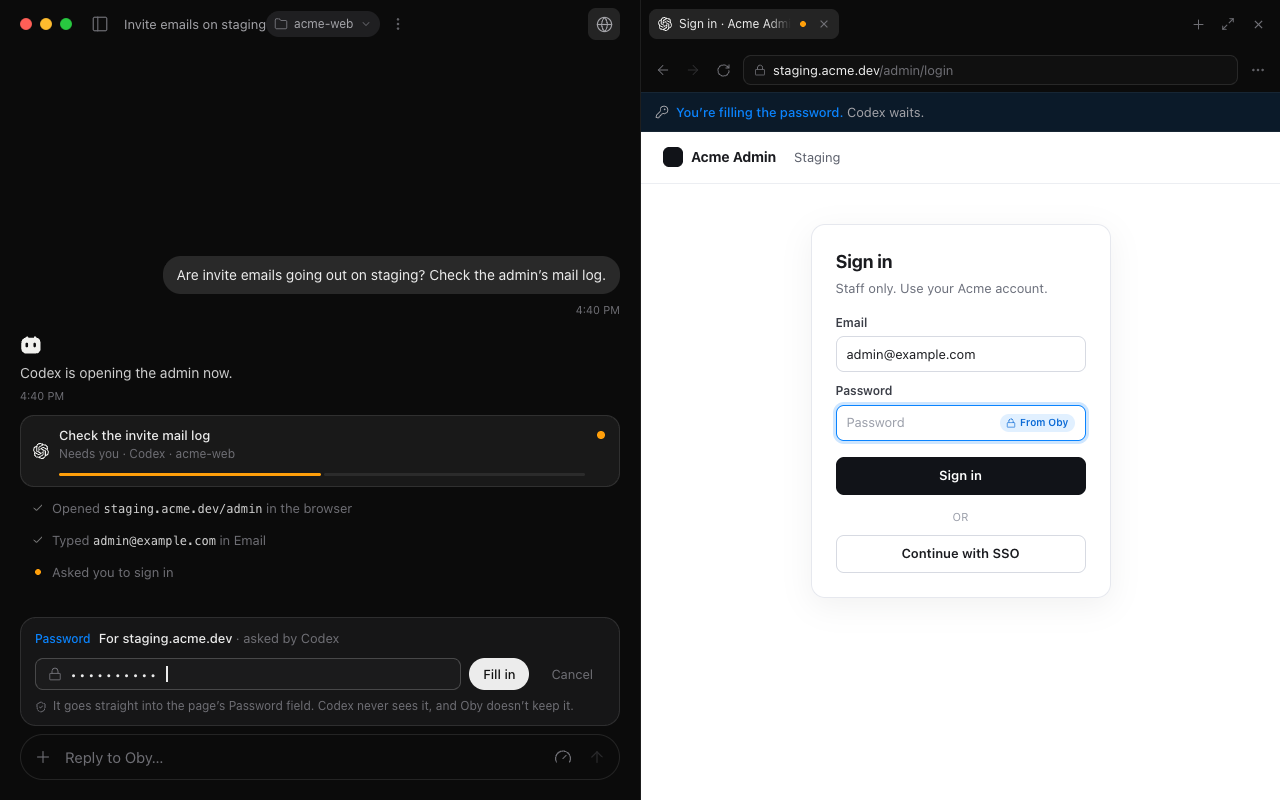 Invite emails on staging
acme-web
Are invite emails going out on staging? Check the admin's mail log.
4:40 PM
Codex is opening the admin now.
4:40 PM
Check the invite mail log
Needs you · Codex · acme-web
Opened staging.acme.dev/admin in the browser
Typed admin@example.com in Email
Asked you to sign in
Password For staging.acme.dev · asked by Codex
Fill in
Cancel
It goes straight into the page's Password field. Codex never sees it, and Oby doesn't keep it.
Reply to Oby...
Sign in · Acme Adm
staging.acme.dev/admin/login
You're filling the password. Codex waits.
Acme Admin
Staging
Sign in
Staff only. Use your Acme account.
Email
admin@example.com
Password
Password
From Oby
Sign in
OR
Continue with SSO